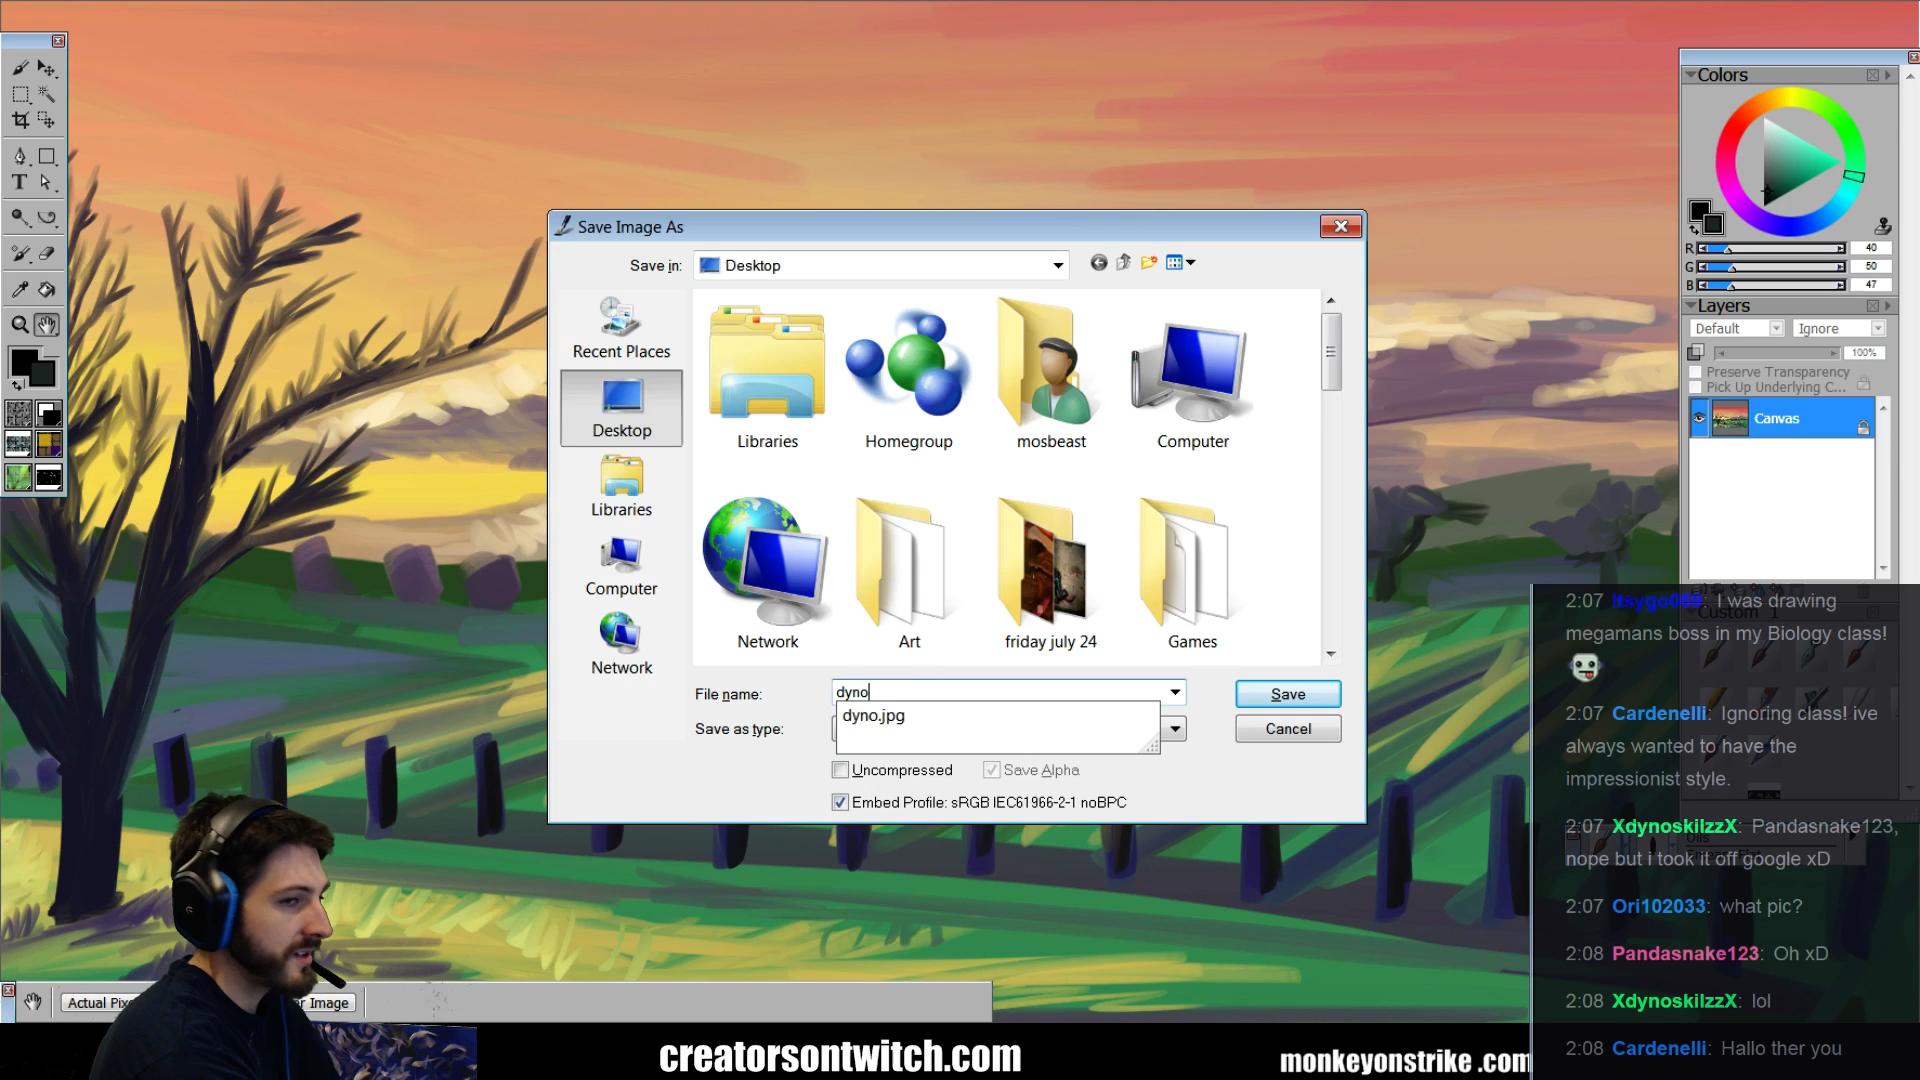 Save Image As
Save in:
Desktop
Recent Places
Desktop
Libraries
Computer
Network
Libraries
Homegroup
mosbeast
Computer
Network
Art
friday july 24
Games
File name:
dyno
dyno.jpg
Save as type:
Save
Cancel
Uncompressed
Save Alpha
Embed Profile: sRGB IEC61966-2-1 noBPC
Colors
R 40
G 50
B 47
Layers
Default
Ignore
100%
Preserve Transparency
Pick Up Underlying C...
Canvas
Custom 1
2:07 Itsygo069: I was drawing
megamans boss in my Biology class!
2:07 Cardenelli: Ignoring class! ive
always wanted to have the
impressionist style.
2:07 XdynoskilzzX: Pandasnake123,
nope but i took it off google xD
2:07 Ori102033: what pic?
2:08 Pandasnake123: Oh xD
2:08 XdynoskilzzX: lol
2:08 Cardenelli: Hallo ther you
T
Actual Pix
r Image
creatorsontwitch.com
monkeyonstrike .com